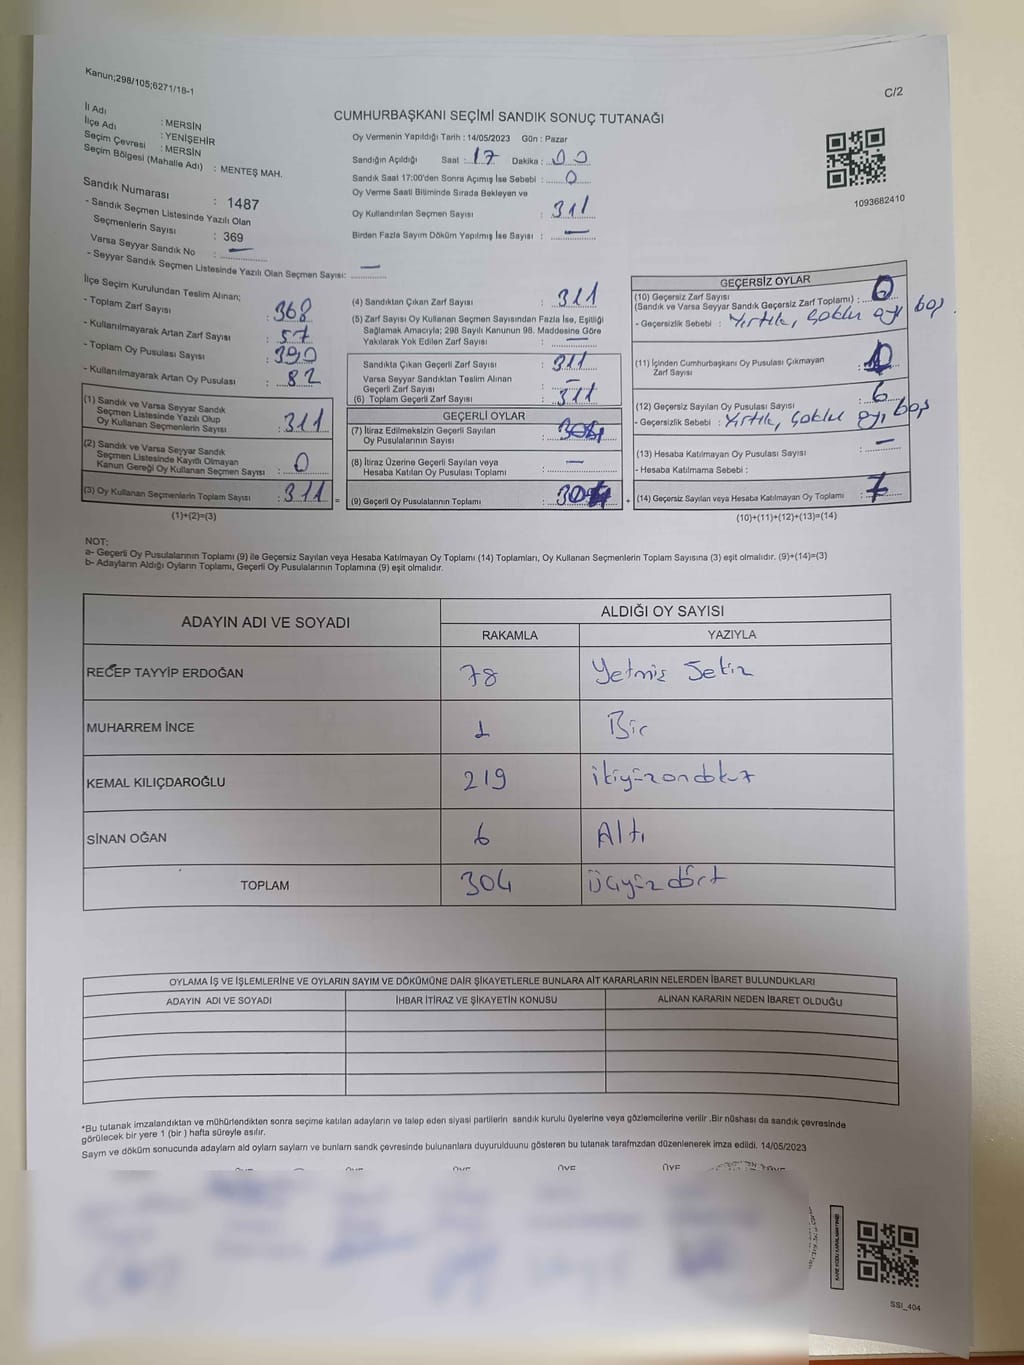 Kanun;298/105;6271/18-1
C/2
CUMHURBAŞKANI SEÇİMİ SANDIK SONUÇ TUTANAĞI
İl Adı : MERSİN
İlçe Adı : YENİŞEHİR
Seçim Çevresi : MERSİN
Seçim Bölgesi (Mahalle Adı) : MENTEŞ MAH.
Sandık Numarası : 1487
- Sandık Seçmen Listesinde Yazılı Olan
Seçmenlerin Sayısı : 369
Varsa Seyyar Sandık No : —
- Seyyar Sandık Seçmen Listesinde Yazılı Olan Seçmen Sayısı: —
Oy Vermenin Yapıldığı Tarih : 14/05/2023 Gün : Pazar
Sandığın Açıldığı Saat : 17 Dakika : 00
Sandık Saat 17:00'den Sonra Açımış İse Sebebi : 0
Oy Verme Saati Bitiminde Sırada Bekleyen ve
Oy Kullandırılan Seçmen Sayısı : 311
Birden Fazla Sayım Döküm Yapılmış İse Sayısı : —
1093682410
İlçe Seçim Kurulundan Teslim Alınan;
- Toplam Zarf Sayısı : 368
- Kullanılmayarak Artan Zarf Sayısı : 57
- Toplam Oy Pusulası Sayısı : 390
- Kullanılmayarak Artan Oy Pusulası : 82
(1) Sandık ve Varsa Seyyar Sandık
Seçmen Listesinde Yazılı Olup
Oy Kullanan Seçmenlerin Sayısı : 311
(2) Sandık ve Varsa Seyyar Sandık
Seçmen Listesinde Kayıtlı Olmayan
Kanun Gereği Oy Kullanan Seçmen Sayısı : 0
(3) Oy Kullanan Seçmenlerin Toplam Sayısı : 311 =
(1)+(2)=(3)
(4) Sandıktan Çıkan Zarf Sayısı : 311
(5) Zarf Sayısı Oy Kullanan Seçmen Sayısından Fazla İse, Eşitliği
Sağlamak Amacıyla; 298 Sayılı Kanunun 98. Maddesine Göre
Yakılarak Yok Edilen Zarf Sayısı : —
Sandıkta Çıkan Geçerli Zarf Sayısı : 311
Varsa Seyyar Sandıktan Teslim Alınan
Geçerli Zarf Sayısı : —
(6) Toplam Geçerli Zarf Sayısı : 311
GEÇERLİ OYLAR
(7) İtiraz Edilmeksizin Geçerli Sayılan
Oy Pusulalarının Sayısı :
(8) İtiraz Üzerine Geçerli Sayılan veya
Hesaba Katılan Oy Pusulası Toplamı : —
(9) Geçerli Oy Pusulalarının Toplamı : 304 +
GEÇERSİZ OYLAR
(10) Geçersiz Zarf Sayısı
(Sandık ve Varsa Seyyar Sandık Geçersiz Zarf Toplamı) : 0
- Geçersizlik Sebebi : Yırtık, çoklu oy boş
(11) İçinden Cumhurbaşkanı Oy Pusulası Çıkmayan
Zarf Sayısı :
(12) Geçersiz Sayılan Oy Pusulası Sayısı : 6
- Geçersizlik Sebebi : Yırtık, çoklu oy, boş
(13) Hesaba Katılmayan Oy Pusulası Sayısı : —
- Hesaba Katılmama Sebebi :
(14) Geçersiz Sayılan veya Hesaba Katılmayan Oy Toplamı : 7
(10)+(11)+(12)+(13)=(14)
NOT:
a- Geçerli Oy Pusulalarının Toplamı (9) ile Geçersiz Sayılan veya Hesaba Katılmayan Oy Toplamı (14) Toplamları, Oy Kullanan Seçmenlerin Toplam Sayısına (3) eşit olmalıdır. (9)+(14)=(3)
b- Adayların Aldığı Oyların Toplamı, Geçerli Oy Pusulalarının Toplamına (9) eşit olmalıdır.
ADAYIN ADI VE SOYADI ALDIĞI OY SAYISI
RAKAMLA YAZIYLA
RECEP TAYYİP ERDOĞAN 78 Yetmiş Sekiz
MUHARREM İNCE 1 Bir
KEMAL KILIÇDAROĞLU 219 ikiyüzondokuz
SİNAN OĞAN 6 Altı
TOPLAM 304 üçyüzdört
OYLAMA İŞ VE İŞLEMLERİNE VE OYLARIN SAYIM VE DÖKÜMÜNE DAİR ŞİKAYETLERLE BUNLARA AİT KARARLARIN NELERDEN İBARET BULUNDUKLARI
ADAYIN ADI VE SOYADI İHBAR İTİRAZ VE ŞİKAYETİN KONUSU ALINAN KARARIN NEDEN İBARET OLDUĞU
*Bu tutanak imzalandıktan ve mühürlendikten sonra seçime katılan adayların ve talep eden siyasi partilerin sandık kurulu üyelerine veya gözlemcilerine verilir .Bir nüshası da sandık çevresinde
görülecek bir yere 1 (bir ) hafta süreyle asılır.
Saym ve döküm sonucunda adaylam ald oylam saylarn ve bunlam sandk çevresinde bulunanlara duyurulduunu gösteren bu tutanak tarafmzdan düzenlenerek imza edildi. 14/05/2023
SSI_404